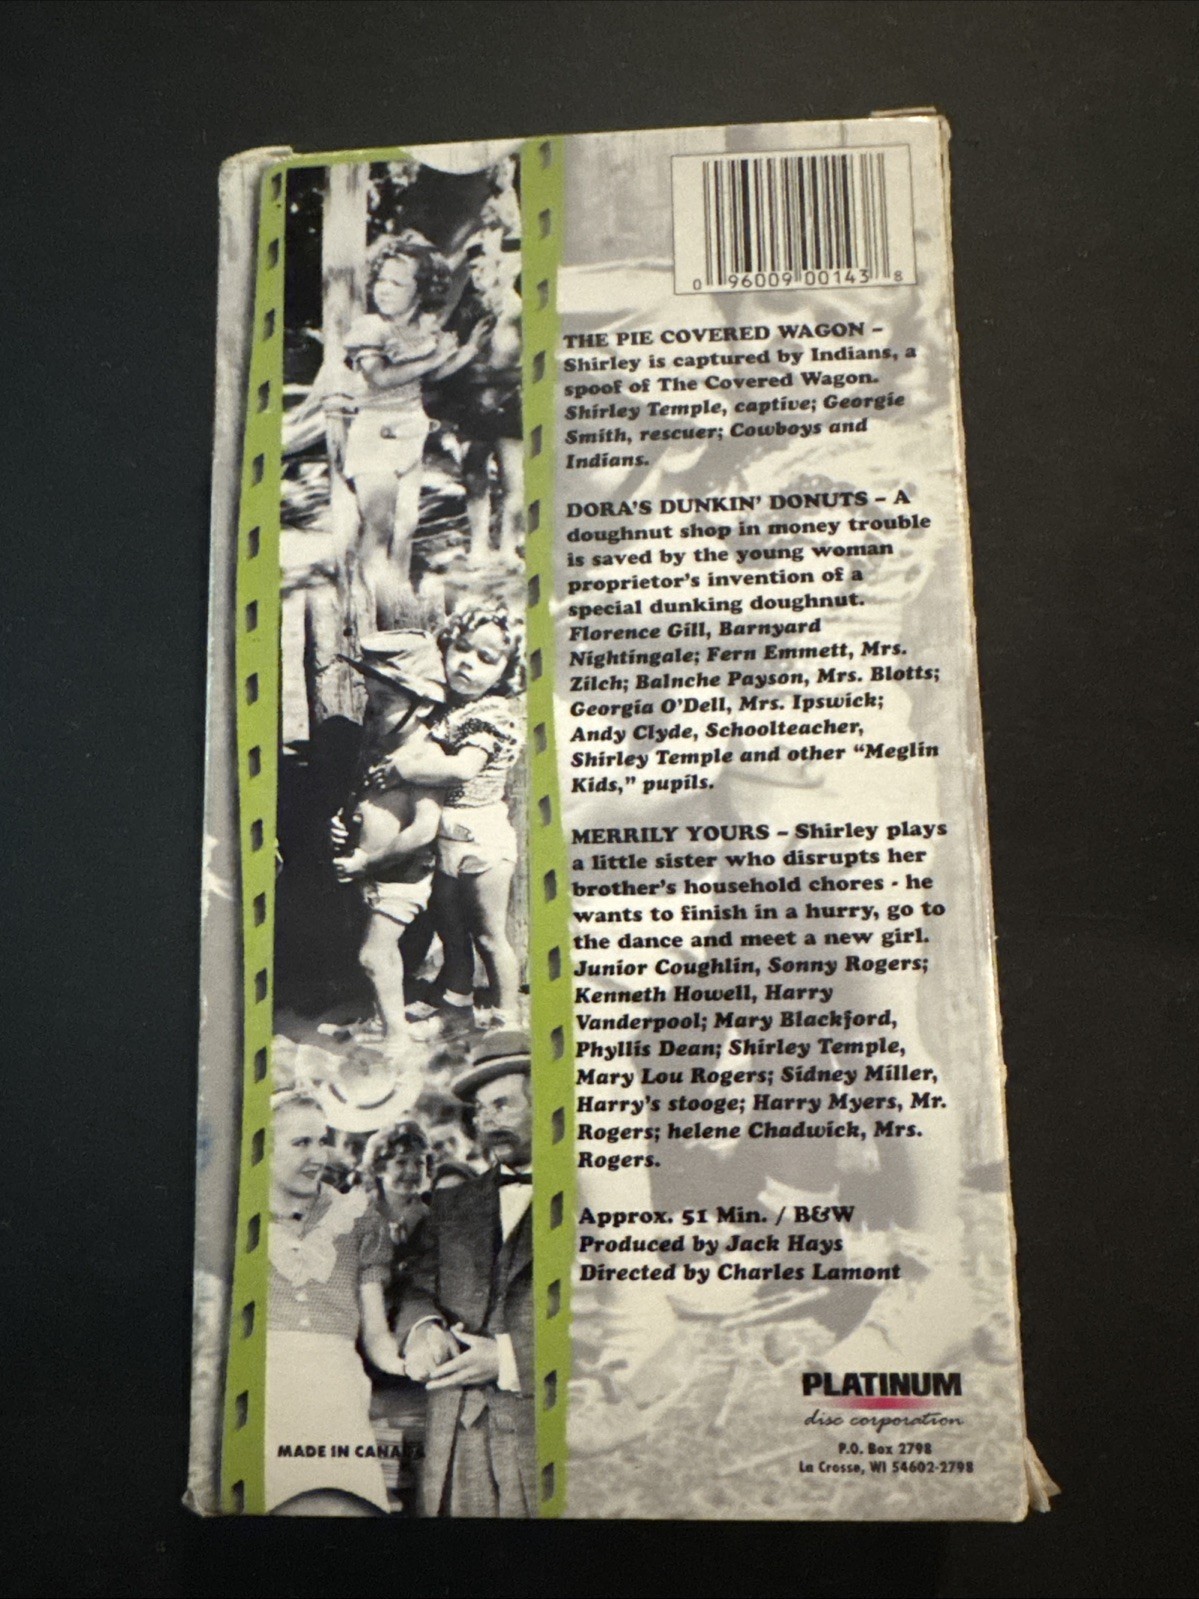 0 96009 00143 8
THE PIE COVERED WAGON –
Shirley is captured by Indians, a
spoof of The Covered Wagon.
Shirley Temple, captive; Georgie
Smith, rescuer; Cowboys and
Indians.
DORA'S DUNKIN' DONUTS – A
doughnut shop in money trouble
is saved by the young woman
proprietor's invention of a
special dunking doughnut.
Florence Gill, Barnyard
Nightingale; Fern Emmett, Mrs.
Zilch; Balnche Payson, Mrs. Blotts;
Georgia O'Dell, Mrs. Ipswick;
Andy Clyde, Schoolteacher,
Shirley Temple and other “Meglin
Kids,” pupils.
MERRILY YOURS – Shirley plays
a little sister who disrupts her
brother's household chores - he
wants to finish in a hurry, go to
the dance and meet a new girl.
Junior Coughlin, Sonny Rogers;
Kenneth Howell, Harry
Vanderpool; Mary Blackford,
Phyllis Dean; Shirley Temple,
Mary Lou Rogers; Sidney Miller,
Harry's stooge; Harry Myers, Mr.
Rogers; helene Chadwick, Mrs.
Rogers.
Approx. 51 Min. / B&W
Produced by Jack Hays
Directed by Charles Lamont
PLATINUM
disc corporation
P.O. Box 2798
La Crosse, WI 54602-2798
MADE IN CANADA